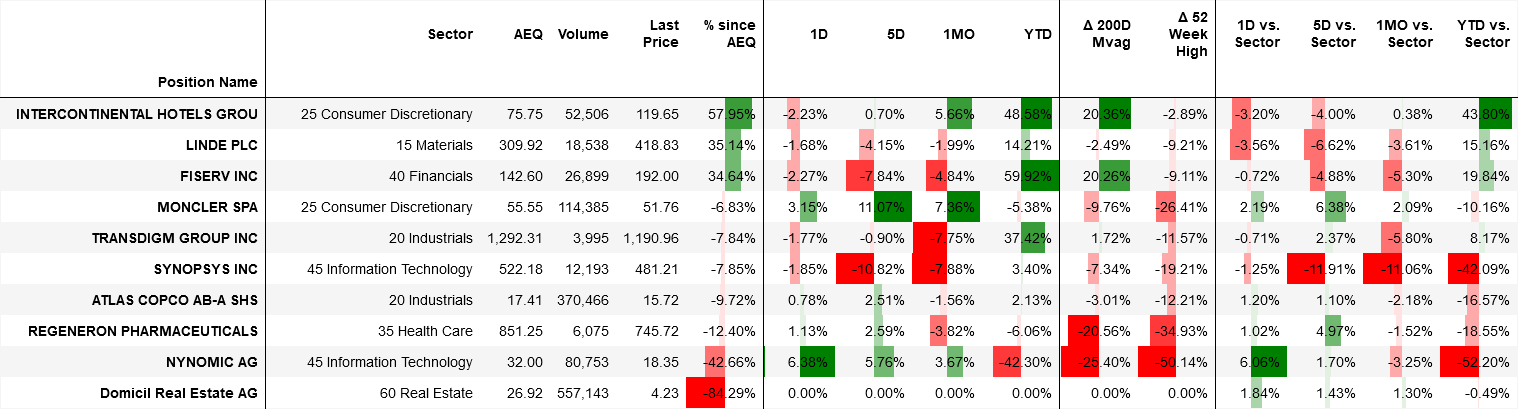 Position Name Sector AEQ Volume Last Price % since AEQ 1D 5D 1MO YTD Δ 200D Mvag Δ 52 Week High 1D vs. Sector 5D vs. Sector 1MO vs. Sector YTD vs. Sector
INTERCONTINENTAL HOTELS GROU 25 Consumer Discretionary 75.75 52,506 119.65 57.95% -2.23% 0.70% 5.66% 48.58% 20.36% -2.89% -3.20% -4.00% 0.38% 43.80%
LINDE PLC 15 Materials 309.92 18,538 418.83 35.14% -1.68% -4.15% -1.99% 14.21% -2.49% -9.21% -3.56% -6.62% -3.61% 15.16%
FISERV INC 40 Financials 142.60 26,899 192.00 34.64% -2.27% -7.84% -4.84% 59.92% 20.26% -9.11% -0.72% -4.88% -5.30% 19.84%
MONCLER SPA 25 Consumer Discretionary 55.55 114,385 51.76 -6.83% 3.15% 11.07% 7.36% -5.38% -9.76% -26.41% 2.19% 6.38% 2.09% -10.16%
TRANSDIGM GROUP INC 20 Industrials 1,292.31 3,995 1,190.96 -7.84% -1.77% -0.90% -7.75% 37.42% 1.72% -11.57% -0.71% 2.37% -5.80% 8.17%
SYNOPSYS INC 45 Information Technology 522.18 12,193 481.21 -7.85% -1.85% -10.82% -7.88% 3.40% -7.34% -19.21% -1.25% -11.91% -11.06% -42.09%
ATLAS COPCO AB-A SHS 20 Industrials 17.41 370,466 15.72 -9.72% 0.78% 2.51% -1.56% 2.13% -3.01% -12.21% 1.20% 1.10% -2.18% -16.57%
REGENERON PHARMACEUTICALS 35 Health Care 851.25 6,075 745.72 -12.40% 1.13% 2.59% -3.82% -6.06% -20.56% -34.93% 1.02% 4.97% -1.52% -18.55%
NYNOMIC AG 45 Information Technology 32.00 80,753 18.35 -42.66% 6.38% 5.76% 3.67% -42.30% -25.40% -50.14% 6.06% 1.70% -3.25% -52.20%
Domicil Real Estate AG 60 Real Estate 26.92 557,143 4.23 -84.29% 0.00% 0.00% 0.00% 0.00% 0.00% 0.00% 1.84% 1.43% 1.30% -0.49%